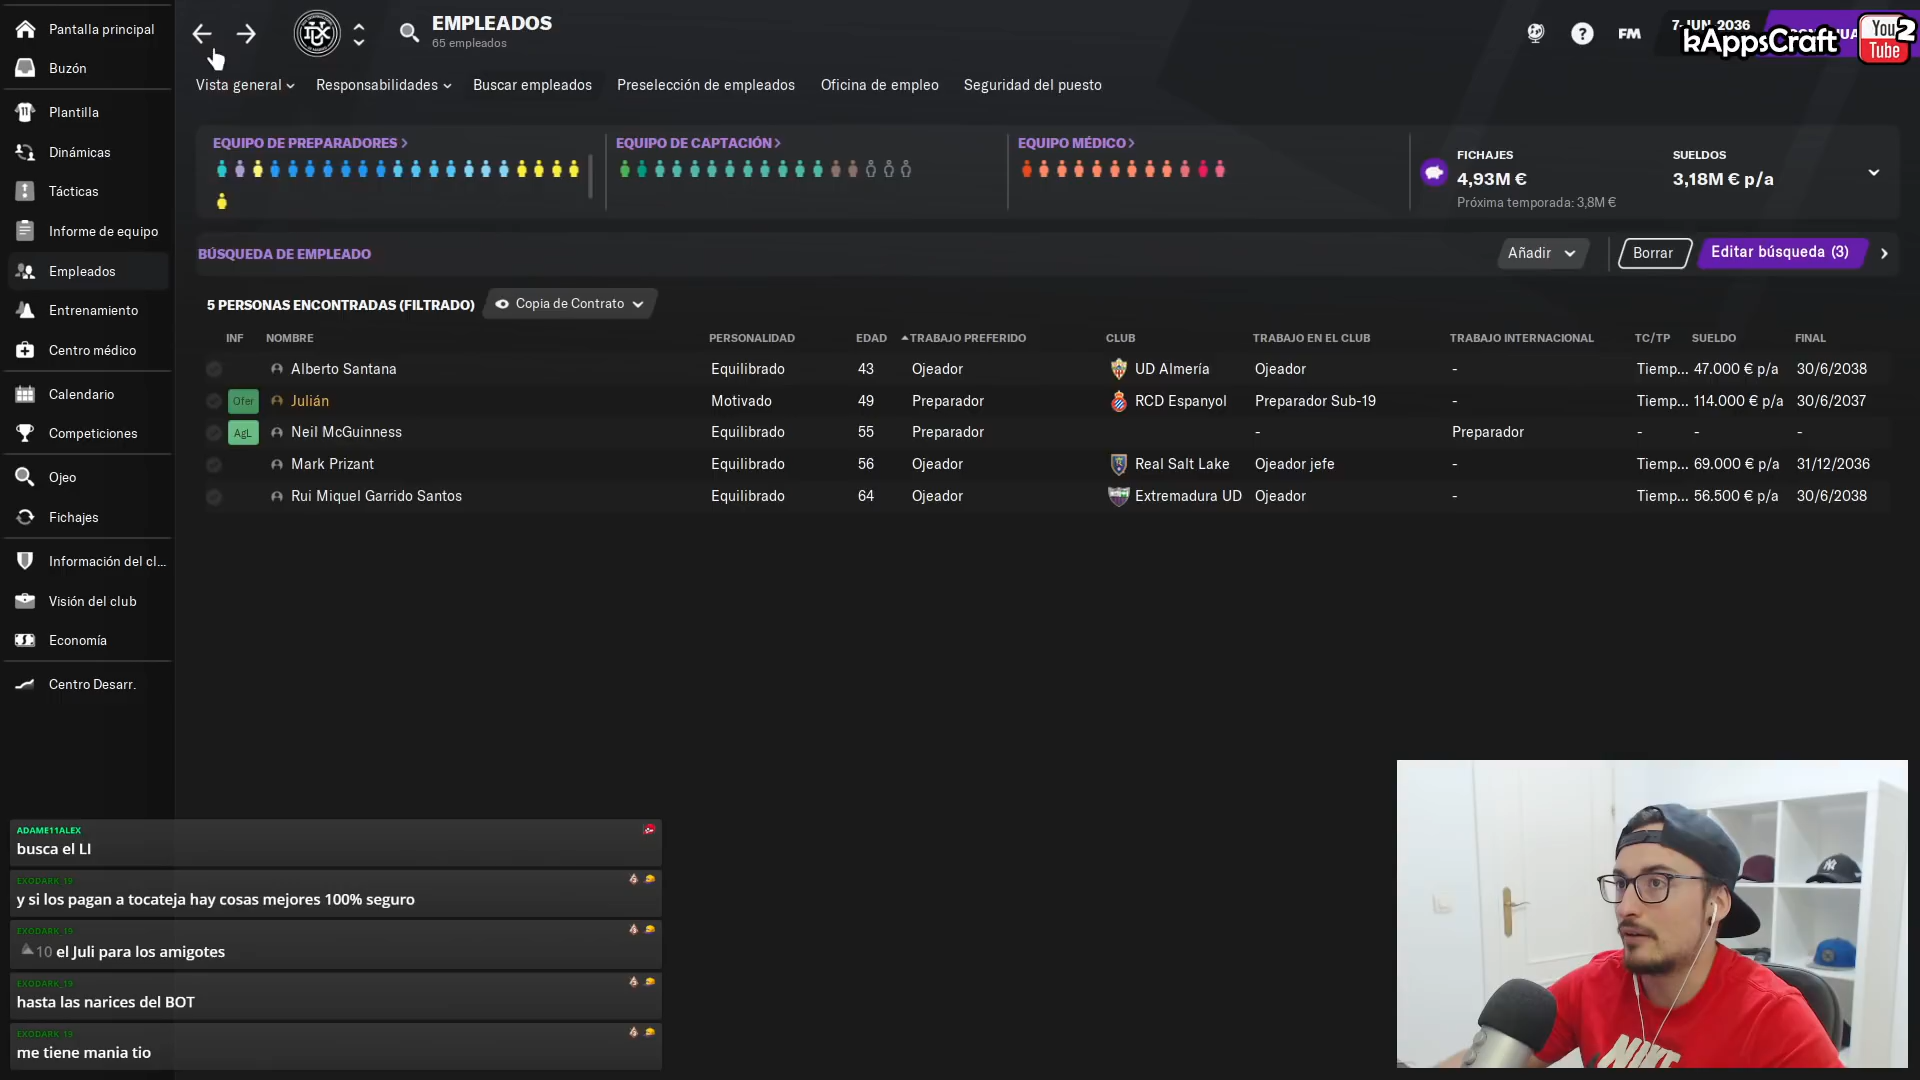 Pantalla principal
Buzón
Plantilla
Dinámicas
Tácticas
Informe de equipo
Empleados
Entrenamiento
Centro médico
Calendario
Competiciones
Ojeo
Fichajes
Información del cl...
Visión del club
Economía
Centro Desarr.
EMPLEADOS
65 empleados
FM
7 JUN 2036
kAppsCraft
You2
Tube
Vista general
Responsabilidades
Buscar empleados
Preselección de empleados
Oficina de empleo
Seguridad del puesto
EQUIPO DE PREPARADORES >
EQUIPO DE CAPTACIÓN >
EQUIPO MÉDICO >
FICHAJES
4,93M €
Próxima temporada: 3,8M €
SUELDOS
3,18M € p/a
BÚSQUEDA DE EMPLEADO
Añadir
Borrar
Editar búsqueda (3)
5 PERSONAS ENCONTRADAS (FILTRADO)
Copia de Contrato
INF NOMBRE PERSONALIDAD EDAD TRABAJO PREFERIDO CLUB TRABAJO EN EL CLUB TRABAJO INTERNACIONAL TC/TP SUELDO FINAL
Alberto Santana Equilibrado 43 Ojeador UD Almería Ojeador - Tiemp... 47.000 € p/a 30/6/2038
Ofer Julián Motivado 49 Preparador RCD Espanyol Preparador Sub-19 - Tiemp... 114.000 € p/a 30/6/2037
AgL Neil McGuinness Equilibrado 55 Preparador - Preparador - - -
Mark Prizant Equilibrado 56 Ojeador Real Salt Lake Ojeador jefe - Tiemp... 69.000 € p/a 31/12/2036
Rui Miquel Garrido Santos Equilibrado 64 Ojeador Extremadura UD Ojeador - Tiemp... 56.500 € p/a 30/6/2038
ADAME11ALEX
busca el LI
EXODARK_19
y si los pagan a tocateja hay cosas mejores 100% seguro
EXODARK_19
10 el Juli para los amigotes
EXODARK_19
hasta las narices del BOT
EXODARK_19
me tiene mania tio
NIKE